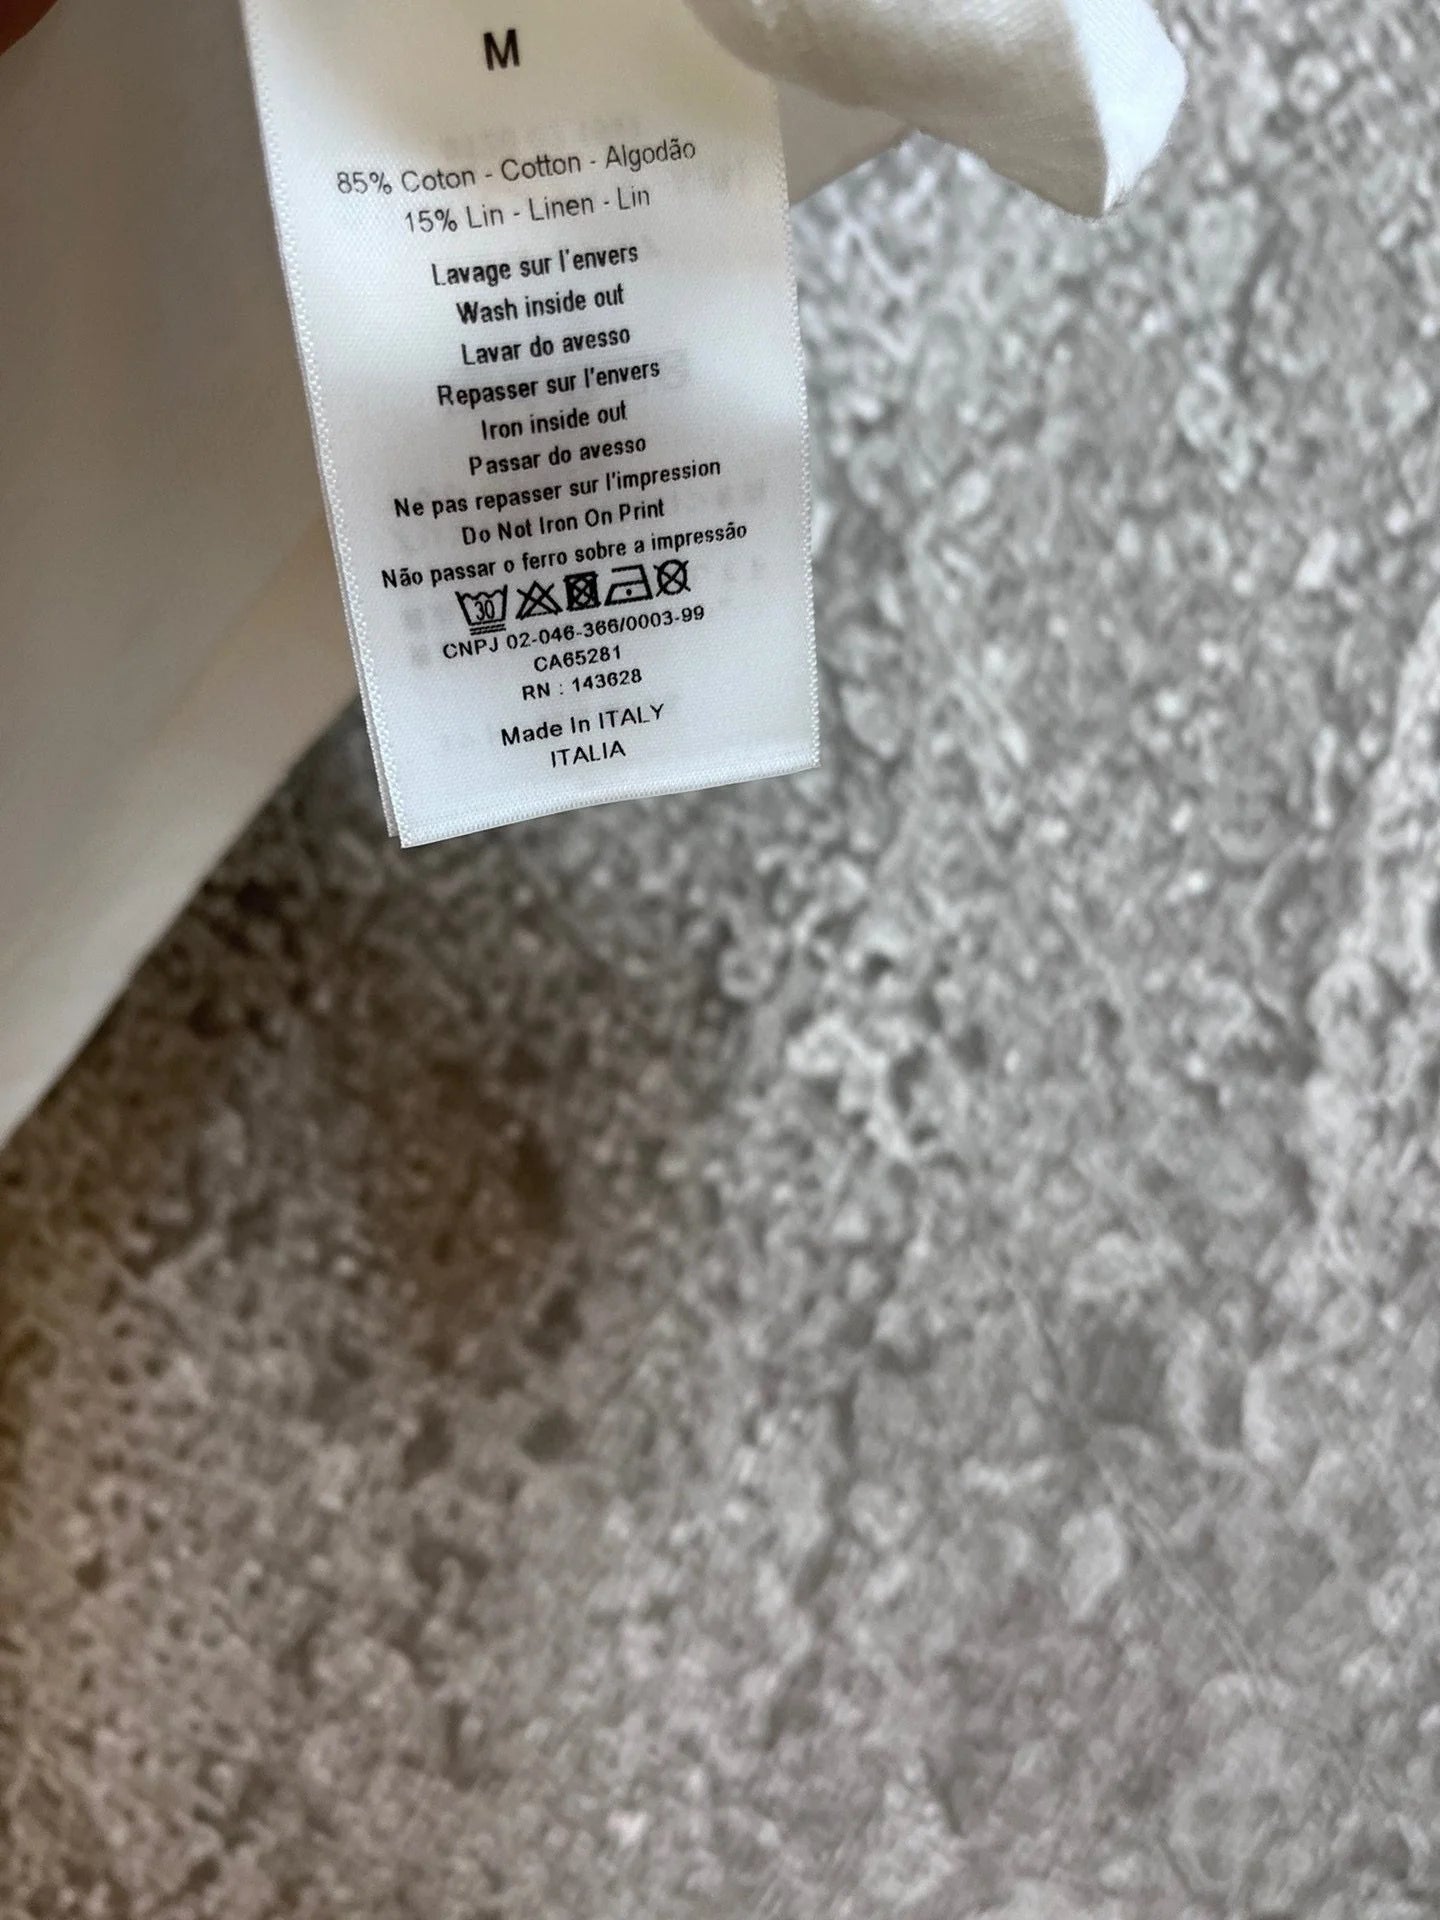 M
85% Coton - Cotton - Algodão
15% Lin - Linen - Lin
Lavage sur l'envers
Wash inside out
Lavar do avesso
Repasser sur l'envers
Iron inside out
Passar do avesso
Ne pas repasser sur l'impression
Do Not Iron On Print
Não passar o ferro sobre a impressão
30
CNPJ 02-046-366/0003-99
CA65281
RN : 143628
Made In ITALY
ITALIA